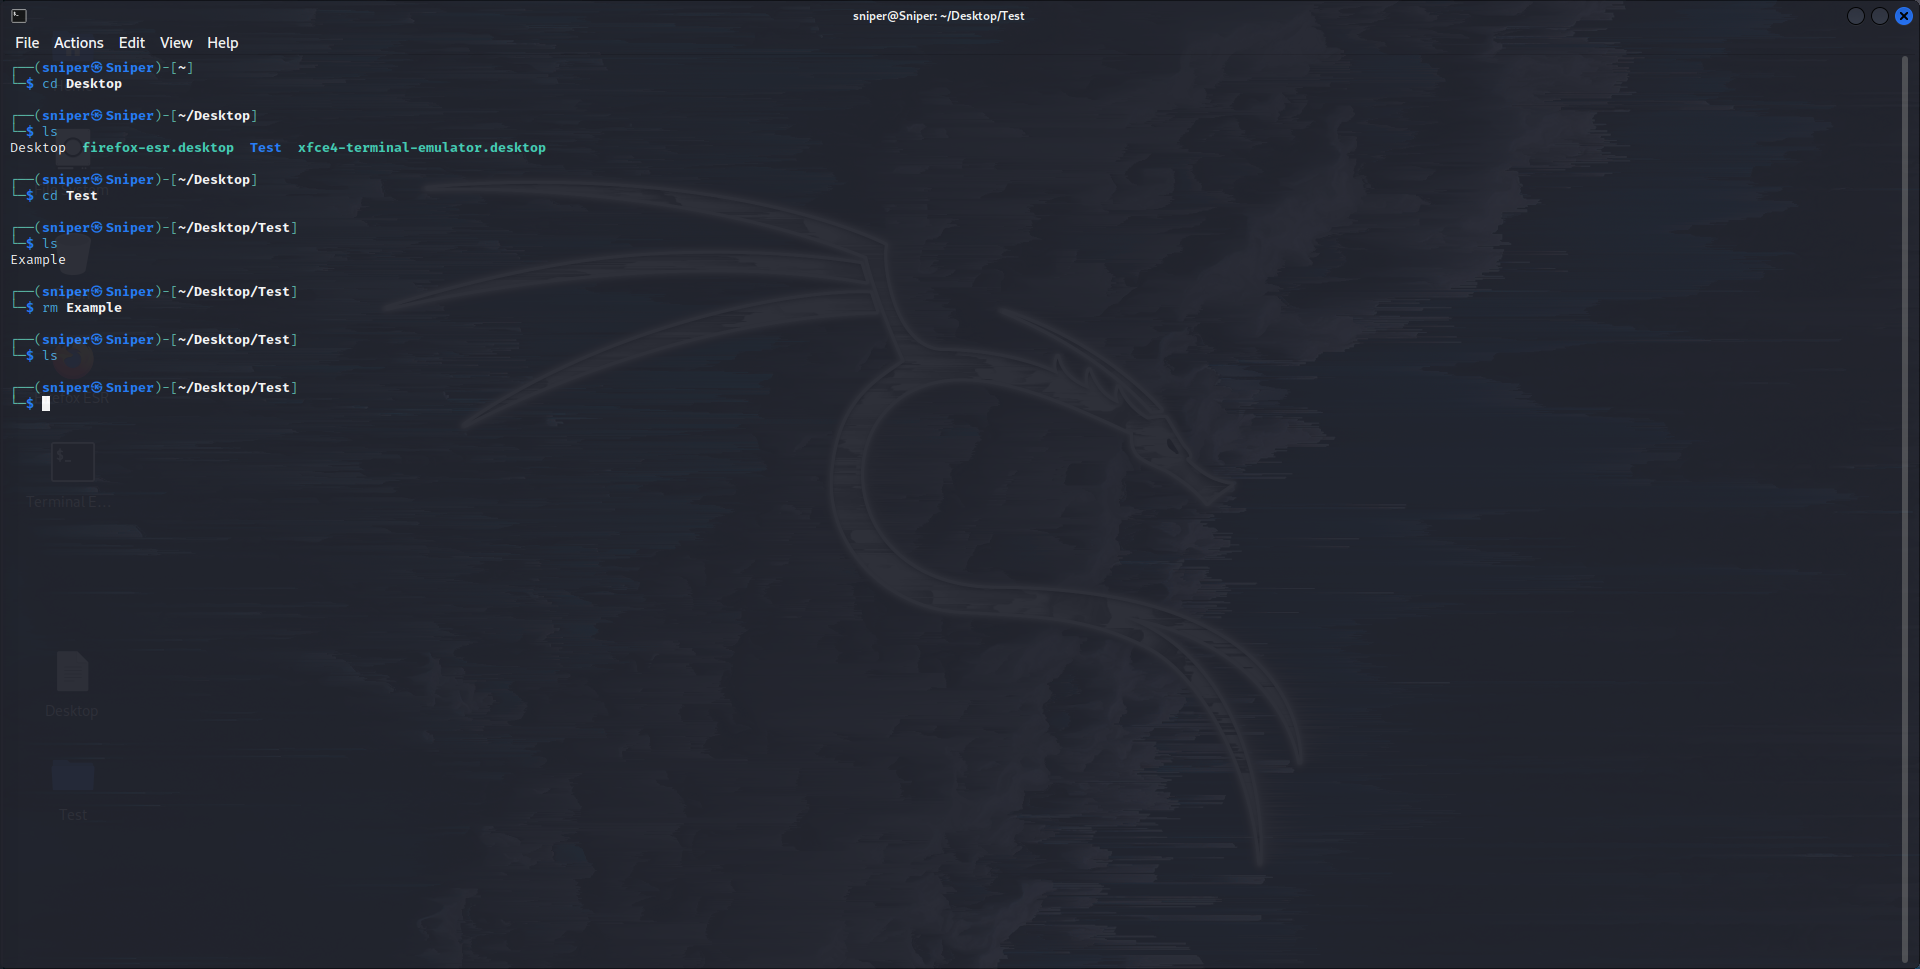 sniper@Sniper: ~/Desktop/Test
File Actions Edit View Help
┌──(sniper㉿Sniper)-[~]
└─$ cd Desktop
┌──(sniper㉿Sniper)-[~/Desktop]
└─$ ls
Desktop firefox-esr.desktop Test xfce4-terminal-emulator.desktop
┌──(sniper㉿Sniper)-[~/Desktop]
└─$ cd Test
┌──(sniper㉿Sniper)-[~/Desktop/Test]
└─$ ls
Example
┌──(sniper㉿Sniper)-[~/Desktop/Test]
└─$ rm Example
┌──(sniper㉿Sniper)-[~/Desktop/Test]
└─$ ls
┌──(sniper㉿Sniper)-[~/Desktop/Test]
└─$
ESR
$_
Terminal E...
Desktop
Test